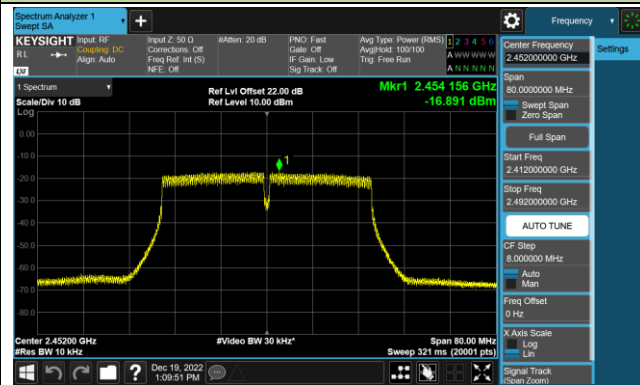 Spectrum Analyzer 1
Swept SA
Frequency
KEYSIGHT
Input: RF
Input Z: 50 Ω
#Atten: 20 dB
PNO: Fast
Avg Type: Power (RMS)
1 2 3 4 5 6
RL
Coupling: DC
Corrections: Off
Gate: Off
Avg|Hold: 100/100
A W W W W W
Align: Auto
Freq Ref: Int (S)
IF Gain: Low
Trig: Free Run
LXI
NFE: Off
Sig Track: Off
A N N N N N
1 Spectrum
Ref Lvl Offset 22.00 dB
Mkr1 2.454 156 GHz
Scale/Div 10 dB
Ref Level 10.00 dBm
-16.891 dBm
Log
0.00
-10.0
-20.0
-30.0
-40.0
-50.0
-60.0
-70.0
-80.0
1
Center 2.45200 GHz
#Video BW 30 kHz*
Span 80.00 MHz
#Res BW 10 kHz
Sweep 321 ms (20001 pts)
Dec 19, 2022
1:09:51 PM
?
Center Frequency
2.452000000 GHz
Settings
Span
80.0000000 MHz
Swept Span
Zero Span
Full Span
Start Freq
2.412000000 GHz
Stop Freq
2.492000000 GHz
AUTO TUNE
CF Step
8.000000 MHz
Auto
Man
Freq Offset
0 Hz
X Axis Scale
Log
Lin
Signal Track
(Span Zoom)